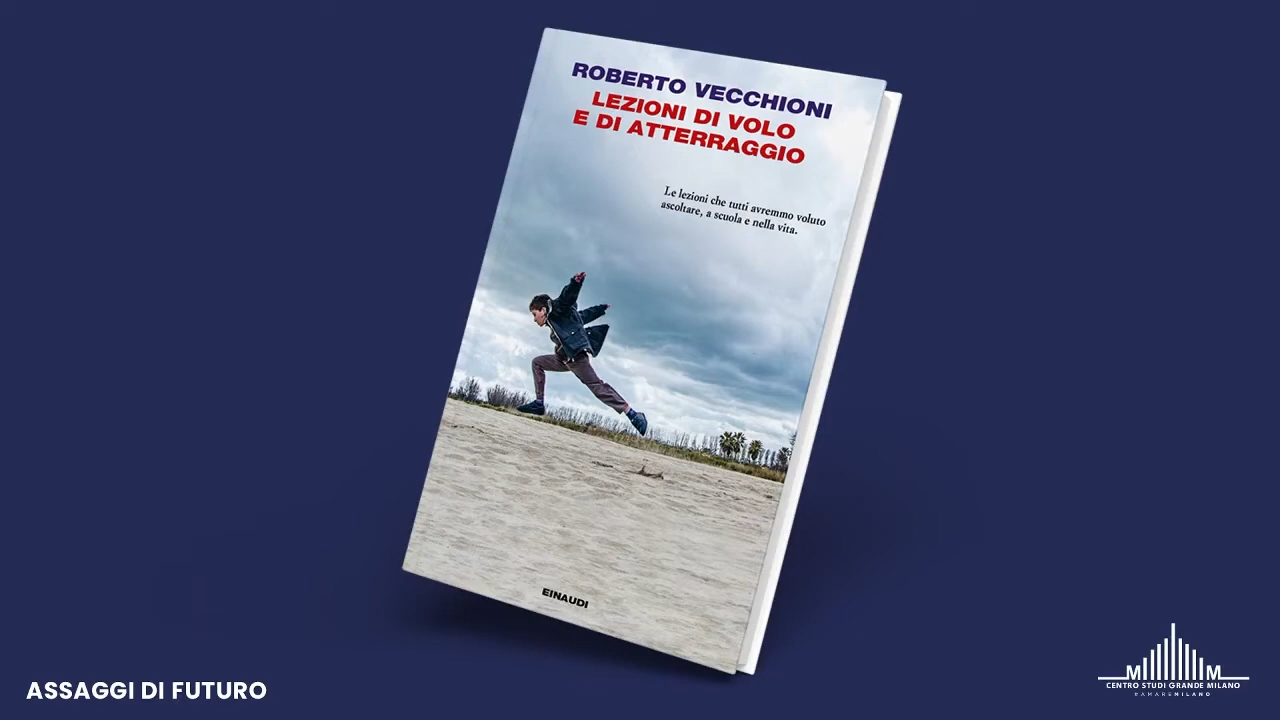 ROBERTO VECCHIONI
LEZIONI DI VOLO
E DI ATTERRAGGIO
Le lezioni che tutti avremmo voluto
ascoltare, a scuola e nella vita.
EINAUDI
ASSAGGI DI FUTURO
M M
CENTRO STUDI GRANDE MILANO
#AMAREMILANO